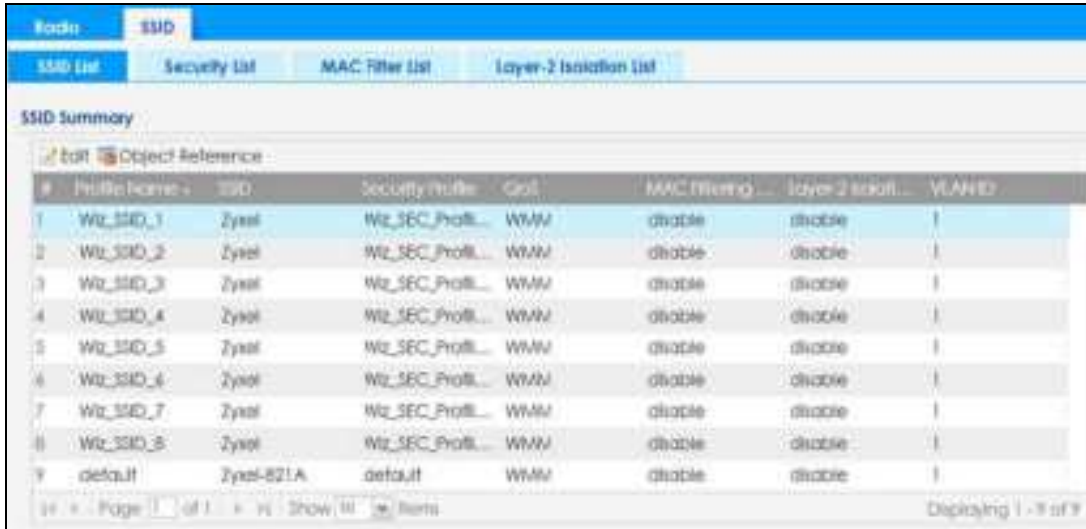 Radio SSID
SSID List Security List MAC Filter List Layer-2 Isolation List
SSID Summary
Edit Object Reference
# Profile Name SSID Security Profile QoS MAC Filtering ... Layer-2 Isolati... VLAN ID
1 Wiz_SSID_1 Zyxel Wiz_SEC_Profil... WMM disable disable 1
2 Wiz_SSID_2 Zyxel Wiz_SEC_Profil... WMM disable disable 1
3 Wiz_SSID_3 Zyxel Wiz_SEC_Profil... WMM disable disable 1
4 Wiz_SSID_4 Zyxel Wiz_SEC_Profil... WMM disable disable 1
5 Wiz_SSID_5 Zyxel Wiz_SEC_Profil... WMM disable disable 1
6 Wiz_SSID_6 Zyxel Wiz_SEC_Profil... WMM disable disable 1
7 Wiz_SSID_7 Zyxel Wiz_SEC_Profil... WMM disable disable 1
8 Wiz_SSID_8 Zyxel Wiz_SEC_Profil... WMM disable disable 1
9 default Zyxel-821A default WMM disable disable 1
Page 1 of 1 Show items Displaying 1 - 9 of 9